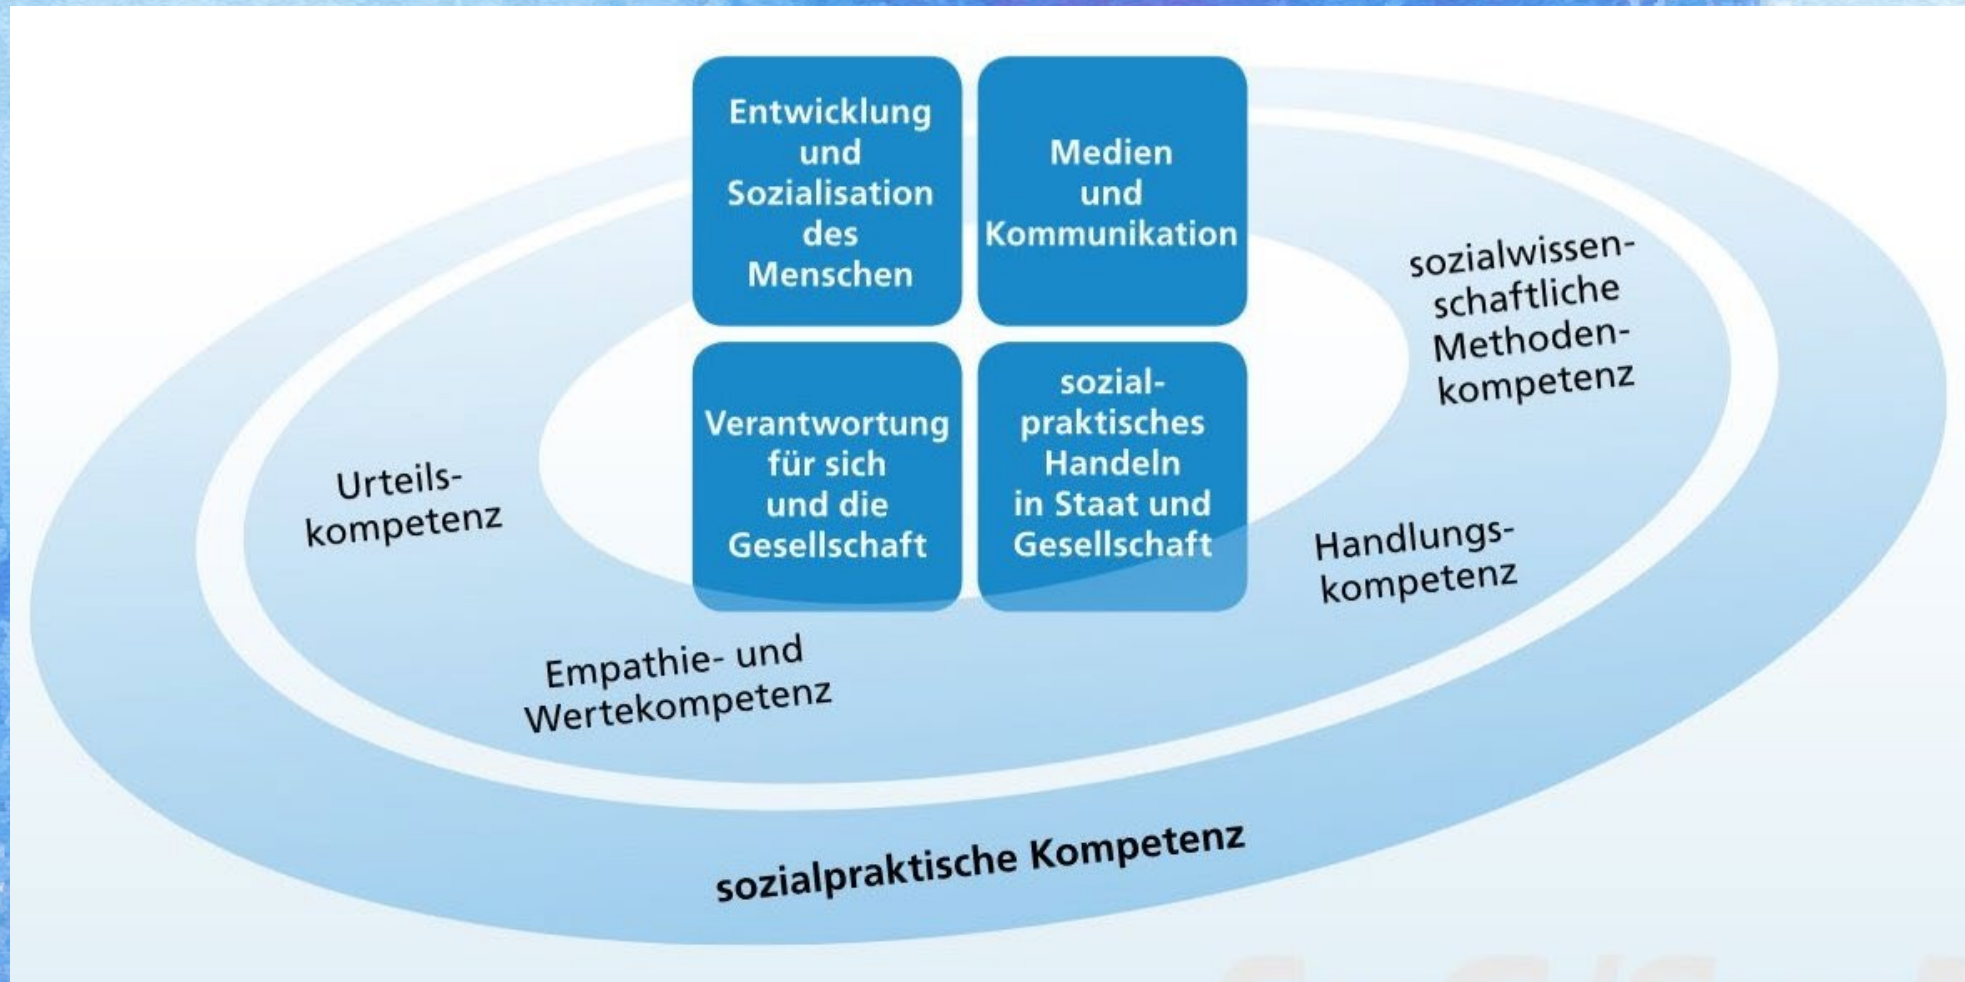 Entwicklung
und
Sozialisation
des
Menschen
Medien
und
Kommunikation
Verantwortung
für sich
und die
Gesellschaft
sozial-
praktisches
Handeln
in Staat und
Gesellschaft
sozialwissen-
schaftliche
Methoden-
kompetenz
Urteils-
kompetenz
Handlungs-
kompetenz
Empathie- und
Wertekompetenz
sozialpraktische Kompetenz